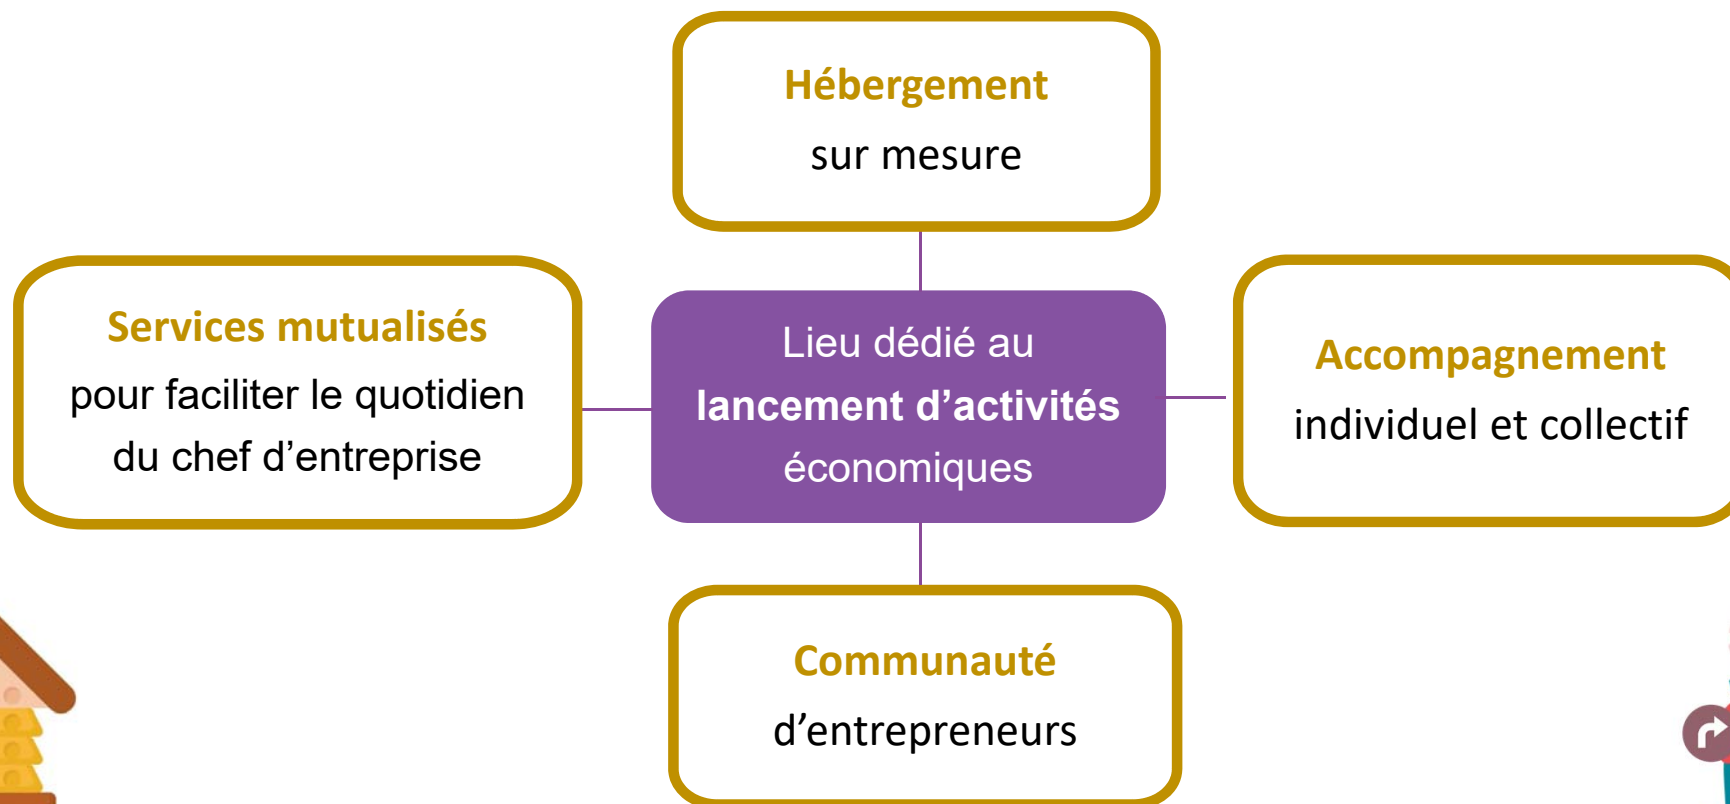 Hébergement
sur mesure
Services mutualisés
pour faciliter le quotidien
du chef d’entreprise
Lieu dédié au
lancement d’activités
économiques
Accompagnement
individuel et collectif
Communauté
d’entrepreneurs